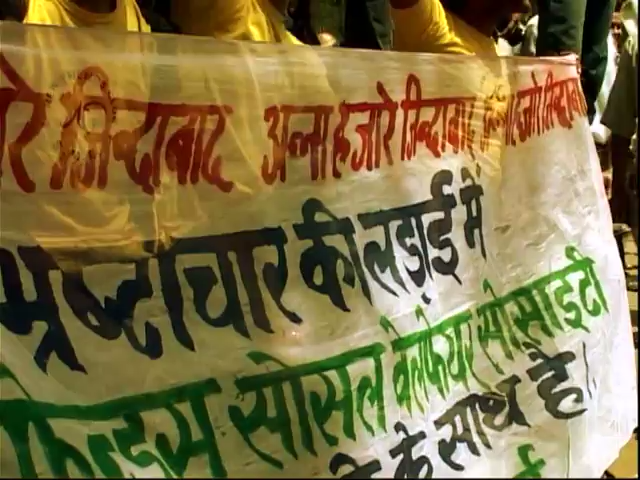 रे जिन्दाबाद अन्ना हजारे जिन्दाबाद
भ्रष्टाचार की लड़ाई में
फ्रेन्ड्स सोसल वेलफेयर सोसाइटी
के साथ है।